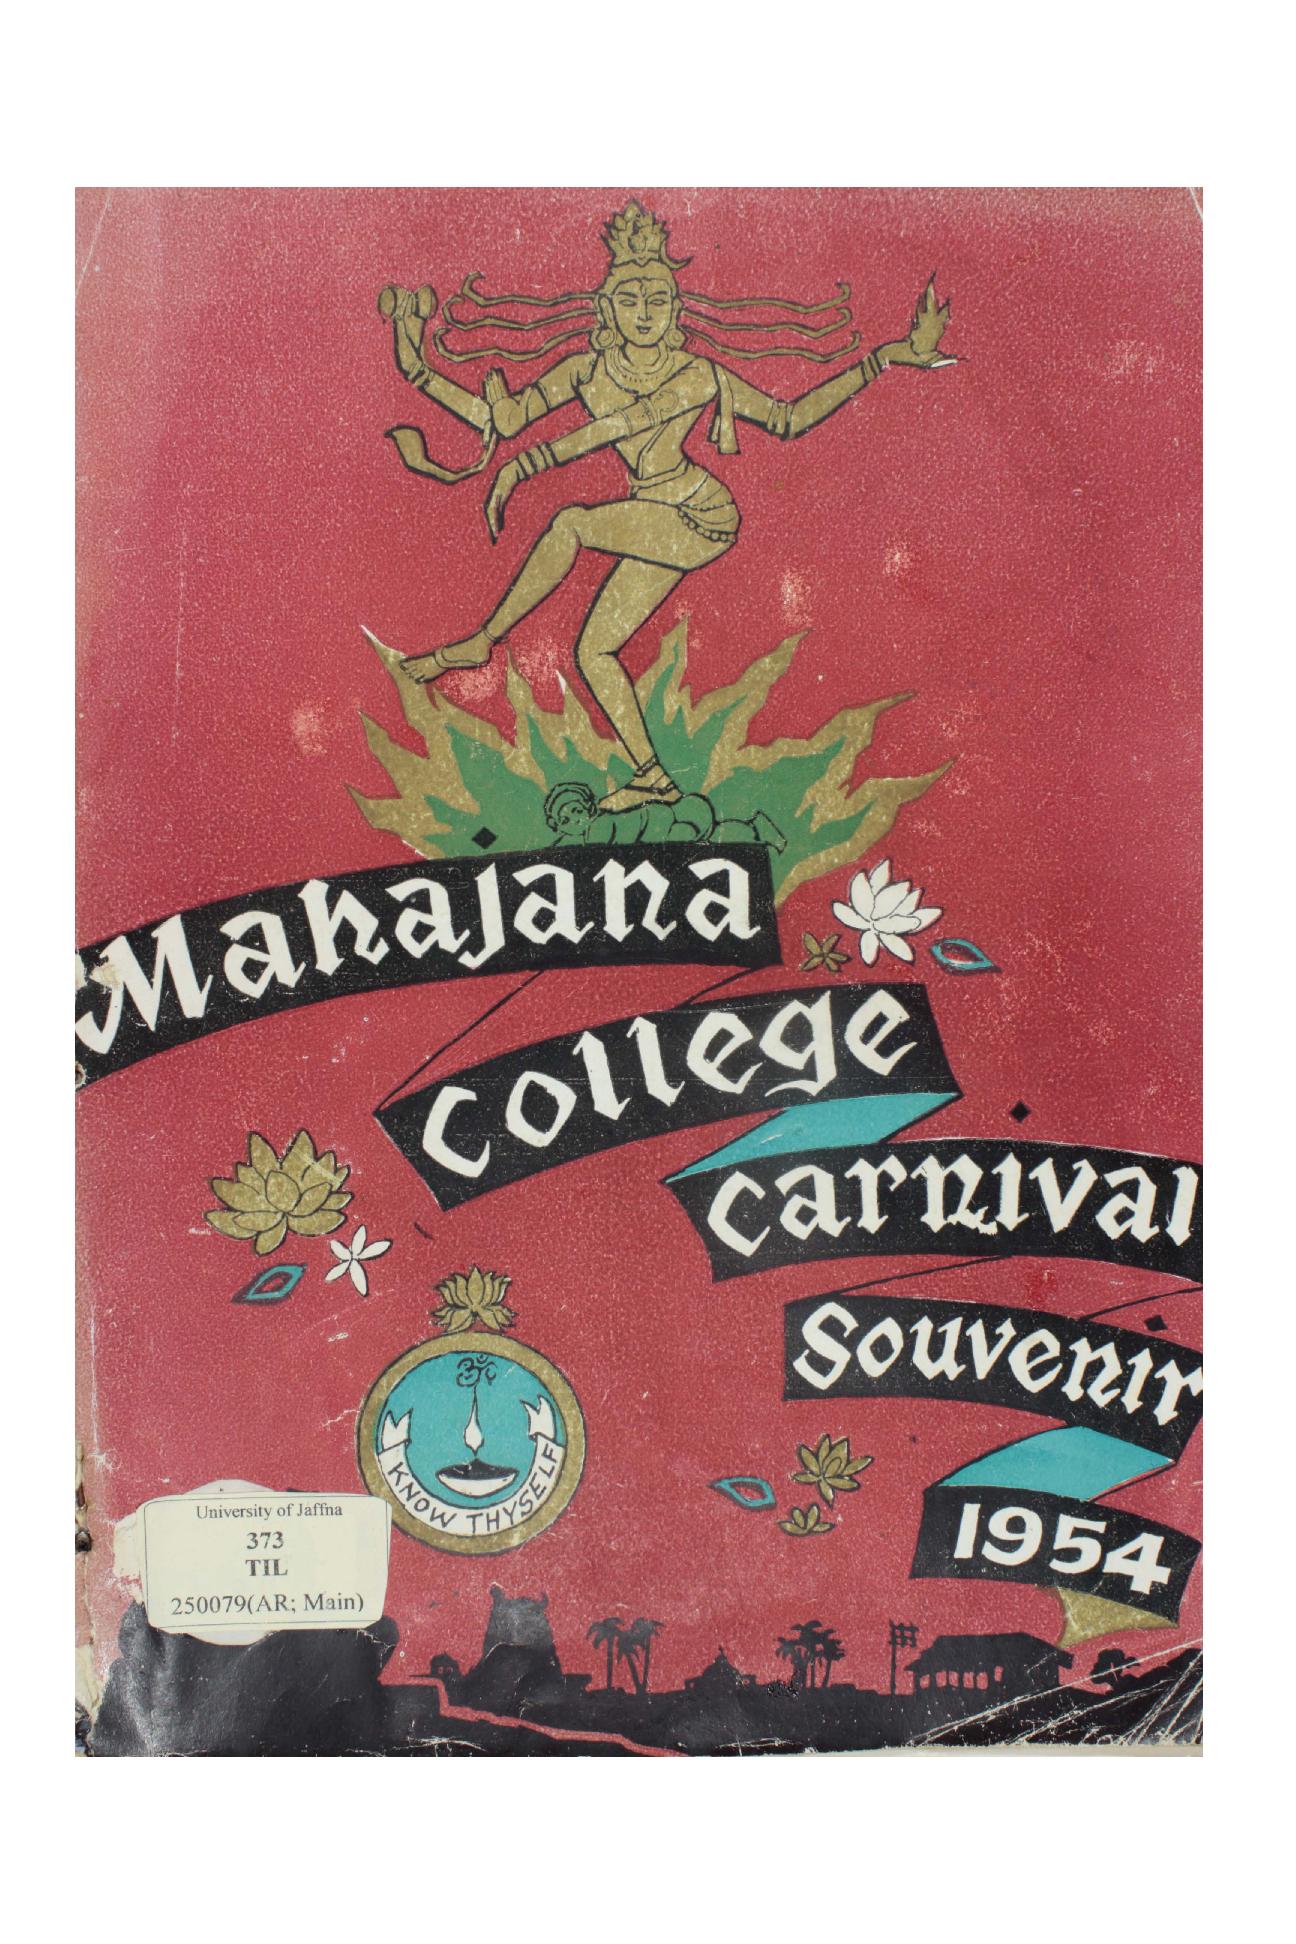 Mahajana
College
Carnival
Souvenir
1954
ॐ
KNOW THYSELF
University of Jaffna
373
TIL
250079(AR; Main)